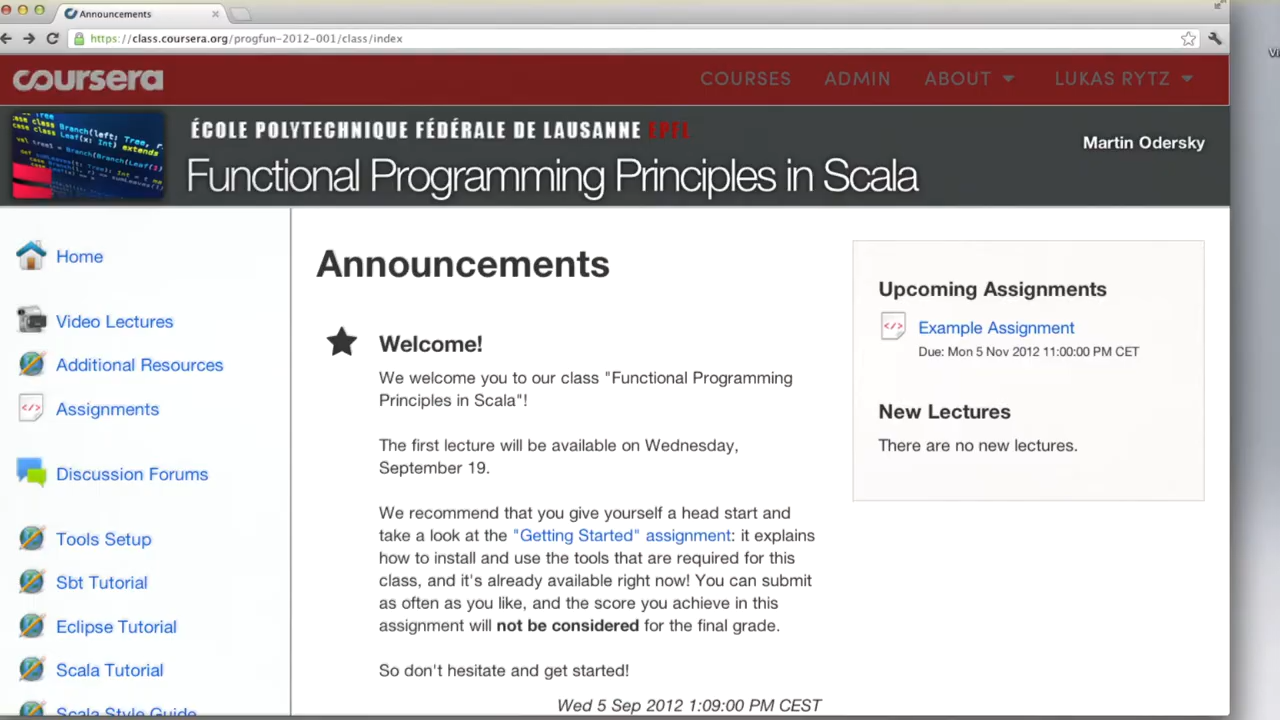 Announcements
https://class.coursera.org/progfun-2012-001/class/index
coursera
COURSES
ADMIN
ABOUT
LUKAS RYTZ
ÉCOLE POLYTECHNIQUE FÉDÉRALE DE LAUSANNE EPFL
Functional Programming Principles in Scala
Martin Odersky
Home
Video Lectures
Additional Resources
Assignments
Discussion Forums
Tools Setup
Sbt Tutorial
Eclipse Tutorial
Scala Tutorial
Scala Style Guide
Announcements
Welcome!
We welcome you to our class "Functional Programming
Principles in Scala"!
The first lecture will be available on Wednesday,
September 19.
We recommend that you give yourself a head start and
take a look at the "Getting Started" assignment: it explains
how to install and use the tools that are required for this
class, and it's already available right now! You can submit
as often as you like, and the score you achieve in this
assignment will not be considered for the final grade.
So don't hesitate and get started!
Wed 5 Sep 2012 1:09:00 PM CEST
Upcoming Assignments
Example Assignment
Due: Mon 5 Nov 2012 11:00:00 PM CET
New Lectures
There are no new lectures.